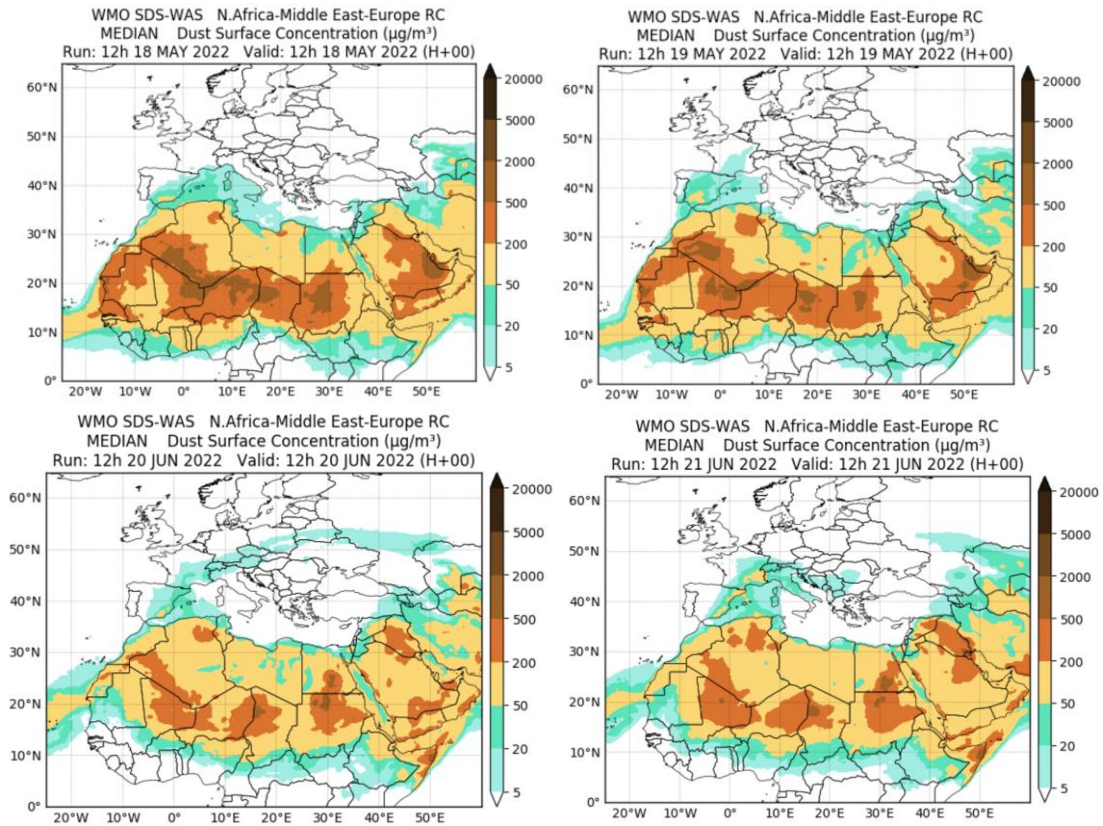 WMO SDS-WAS N.Africa-Middle East-Europe RC
MEDIAN Dust Surface Concentration (µg/m³)
Run: 12h 18 MAY 2022 Valid: 12h 18 MAY 2022 (H+00)
60°N
50°N
40°N
30°N
20°N
10°N
0°
20°W
10°W
0°
10°E
20°E
30°E
40°E
50°E
20000
5000
2000
500
200
50
20
5
WMO SDS-WAS N.Africa-Middle East-Europe RC
MEDIAN Dust Surface Concentration (µg/m³)
Run: 12h 19 MAY 2022 Valid: 12h 19 MAY 2022 (H+00)
60°N
50°N
40°N
30°N
20°N
10°N
0°
20°W
10°W
0°
10°E
20°E
30°E
40°E
50°E
20000
5000
2000
500
200
50
20
5
WMO SDS-WAS N.Africa-Middle East-Europe RC
MEDIAN Dust Surface Concentration (µg/m³)
Run: 12h 20 JUN 2022 Valid: 12h 20 JUN 2022 (H+00)
60°N
50°N
40°N
30°N
20°N
10°N
0°
20°W
10°W
0°
10°E
20°E
30°E
40°E
50°E
20000
5000
2000
500
200
50
20
5
WMO SDS-WAS N.Africa-Middle East-Europe RC
MEDIAN Dust Surface Concentration (µg/m³)
Run: 12h 21 JUN 2022 Valid: 12h 21 JUN 2022 (H+00)
60°N
50°N
40°N
30°N
20°N
10°N
0°
20°W
10°W
0°
10°E
20°E
30°E
40°E
50°E
20000
5000
2000
500
200
50
20
5